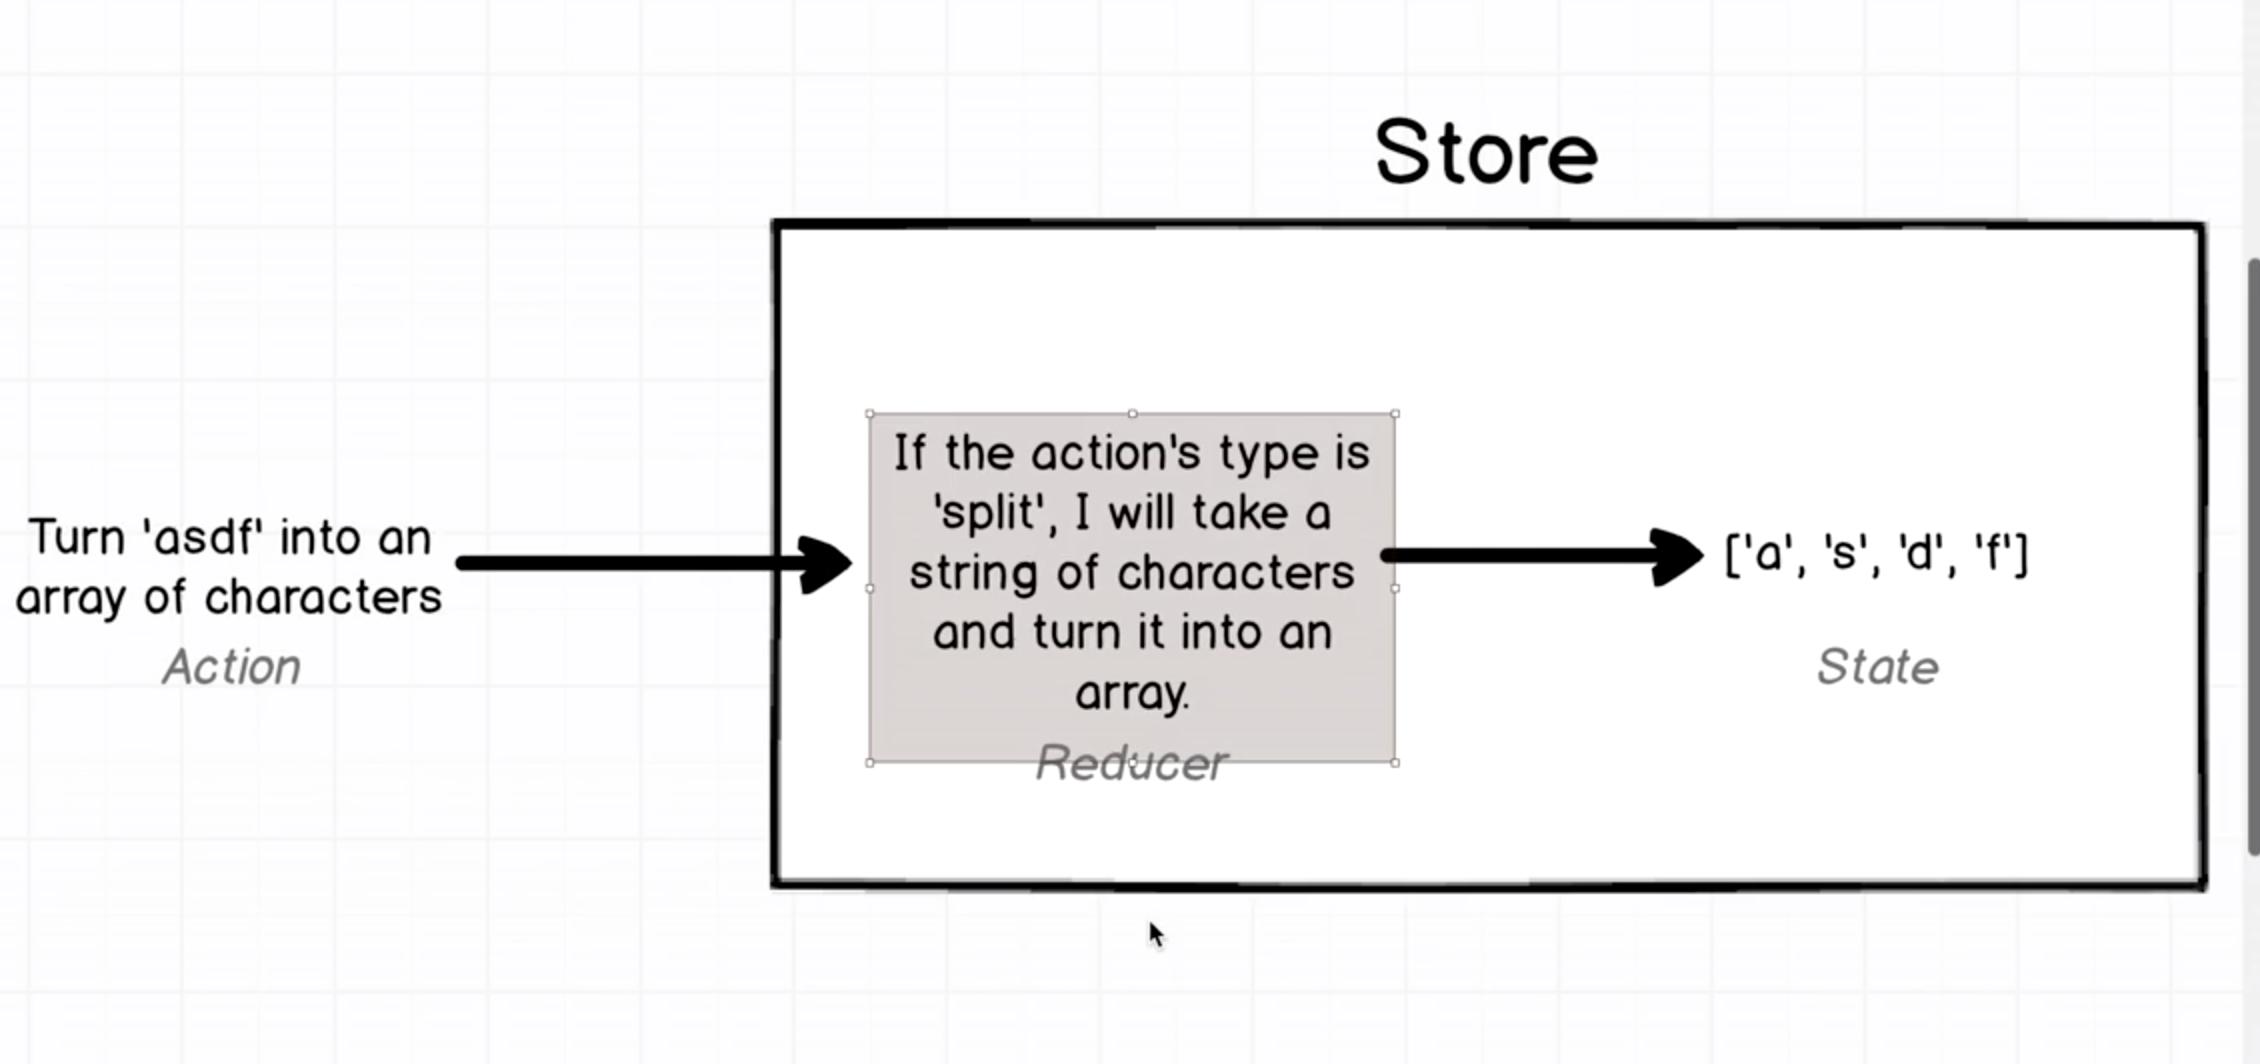 Store
Turn 'asdf' into an
array of characters
Action
If the action's type is
'split', I will take a
string of characters
and turn it into an
array.
Reducer
['a', 's', 'd', 'f']
State